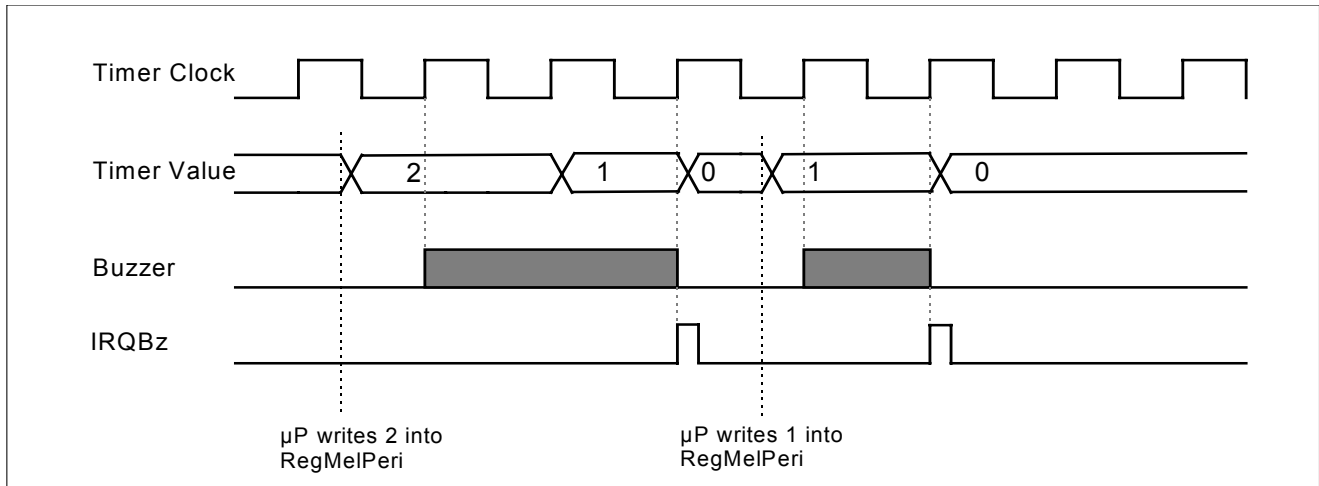 Timer Clock
Timer Value 2 1 0 1 0
Buzzer
IRQBz
µP writes 2 into
RegMelPeri
µP writes 1 into
RegMelPeri